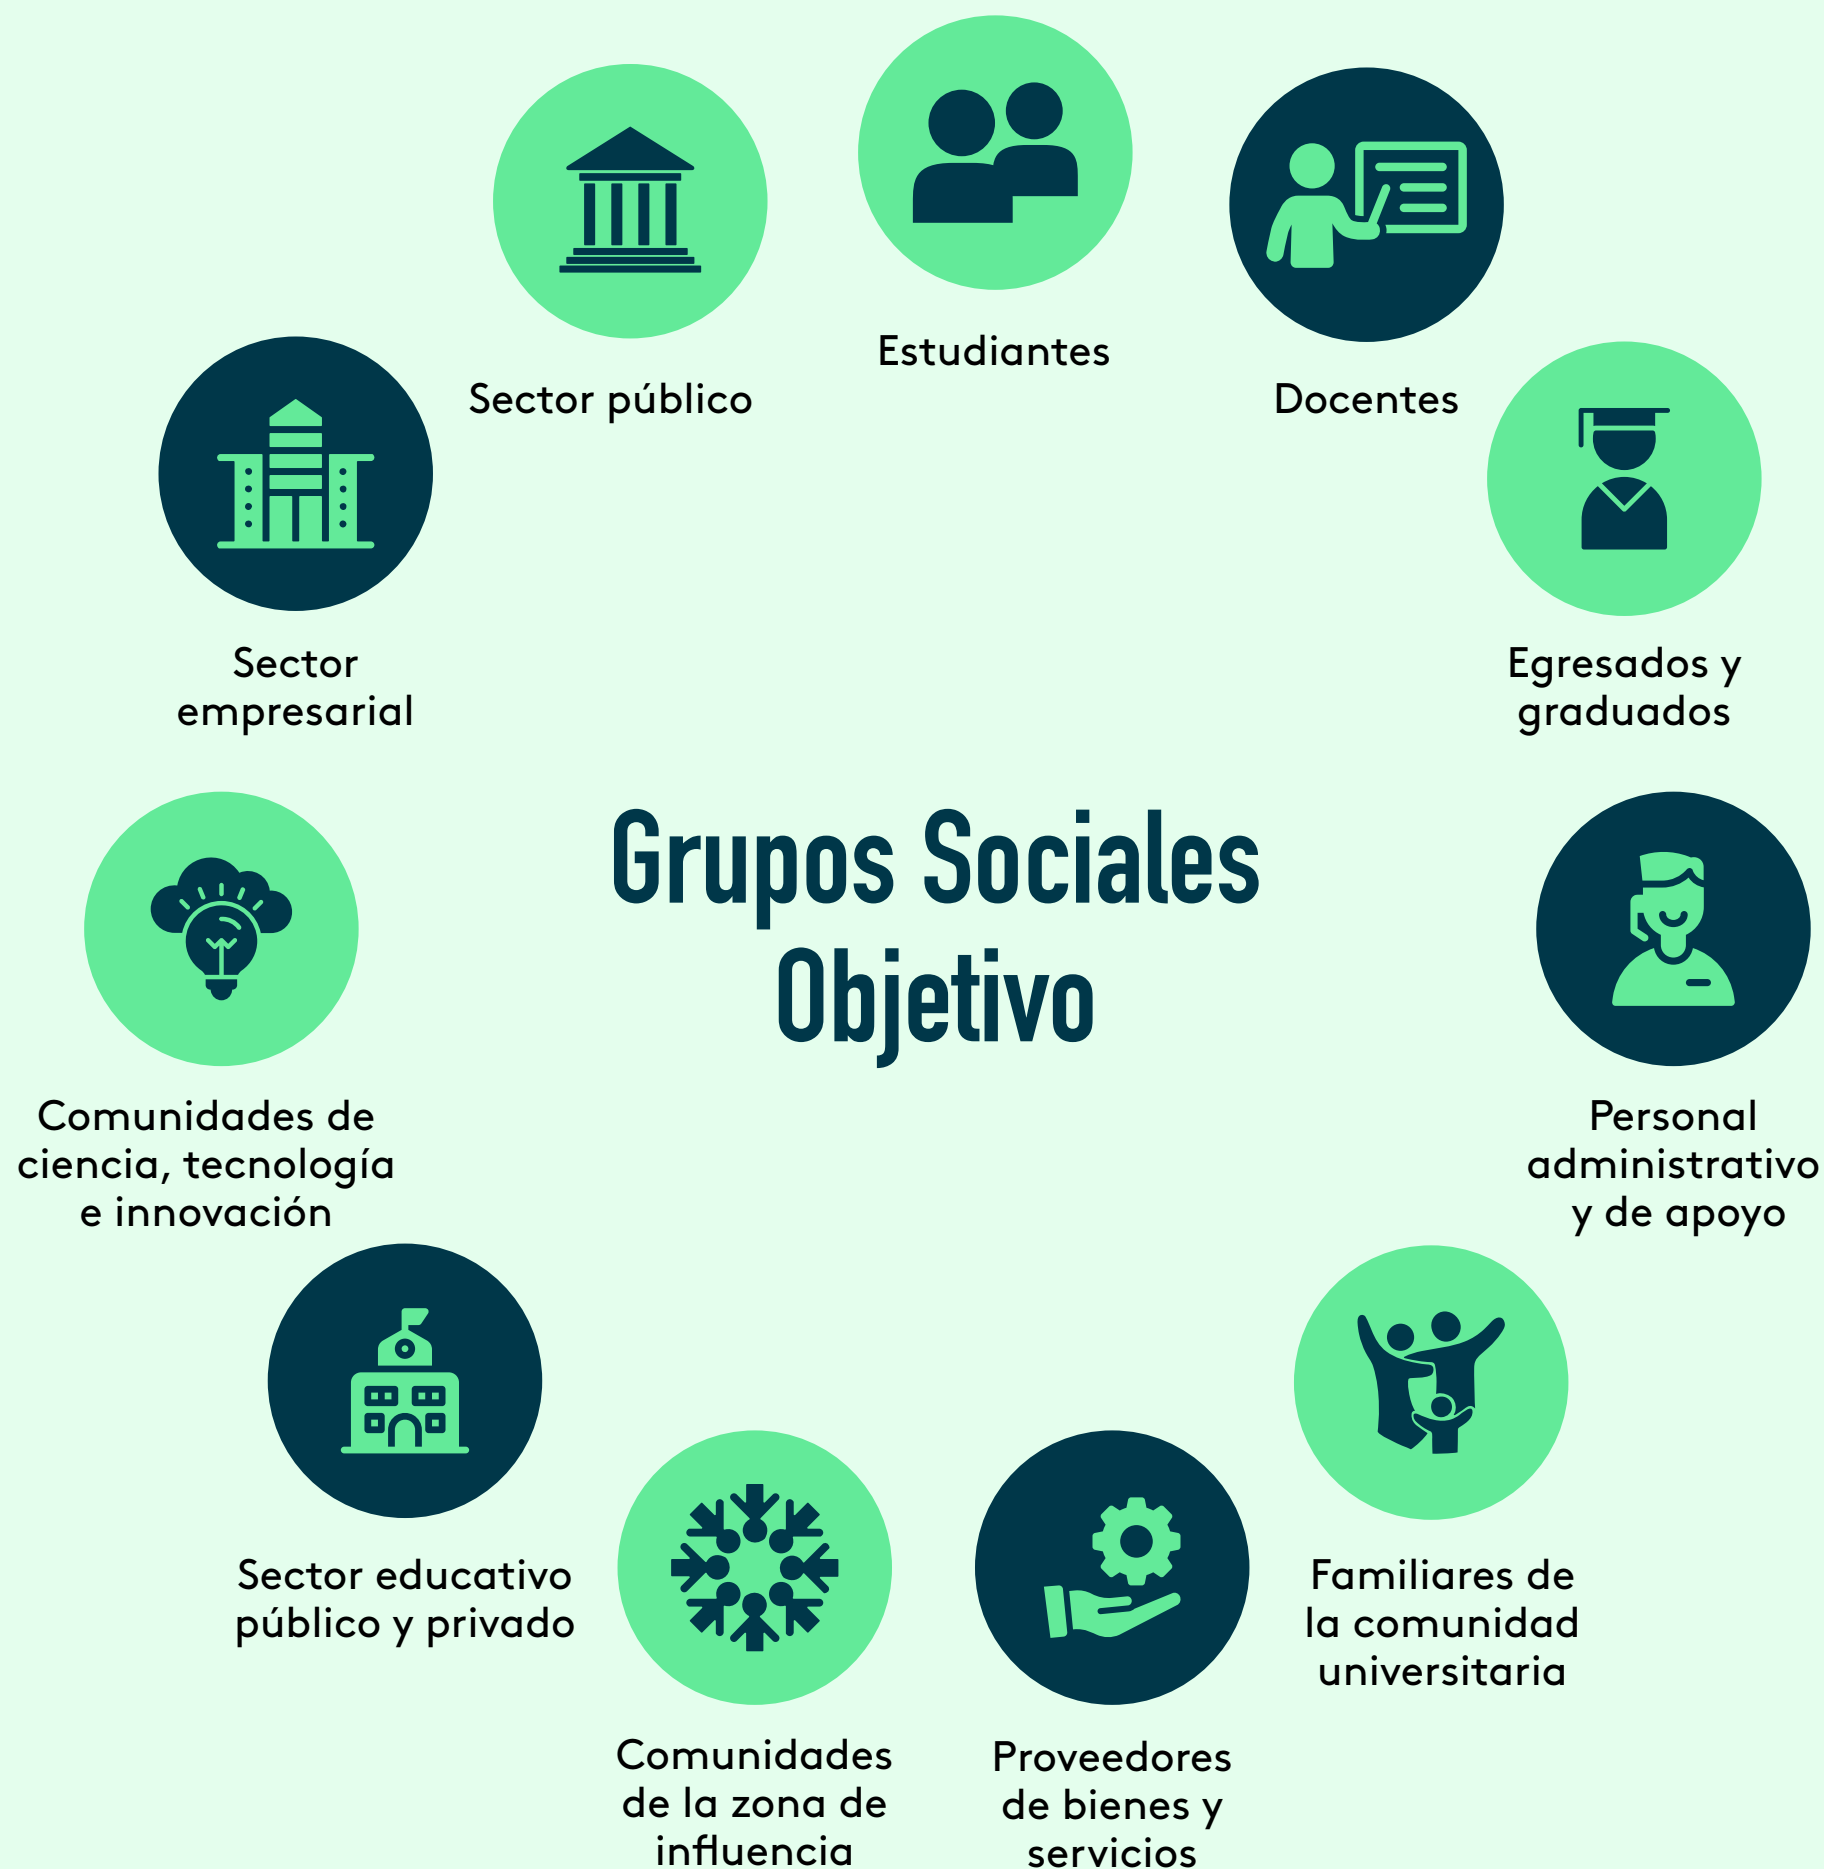 Estudiantes
Sector público
Docentes
Sector
empresarial
Egresados y
graduados
Grupos Sociales
Objetivo
Comunidades de
ciencia, tecnología
e innovación
Personal
administrativo
y de apoyo
Sector educativo
público y privado
Familiares de
la comunidad
universitaria
Comunidades
de la zona de
influencia
Proveedores
de bienes y
servicios